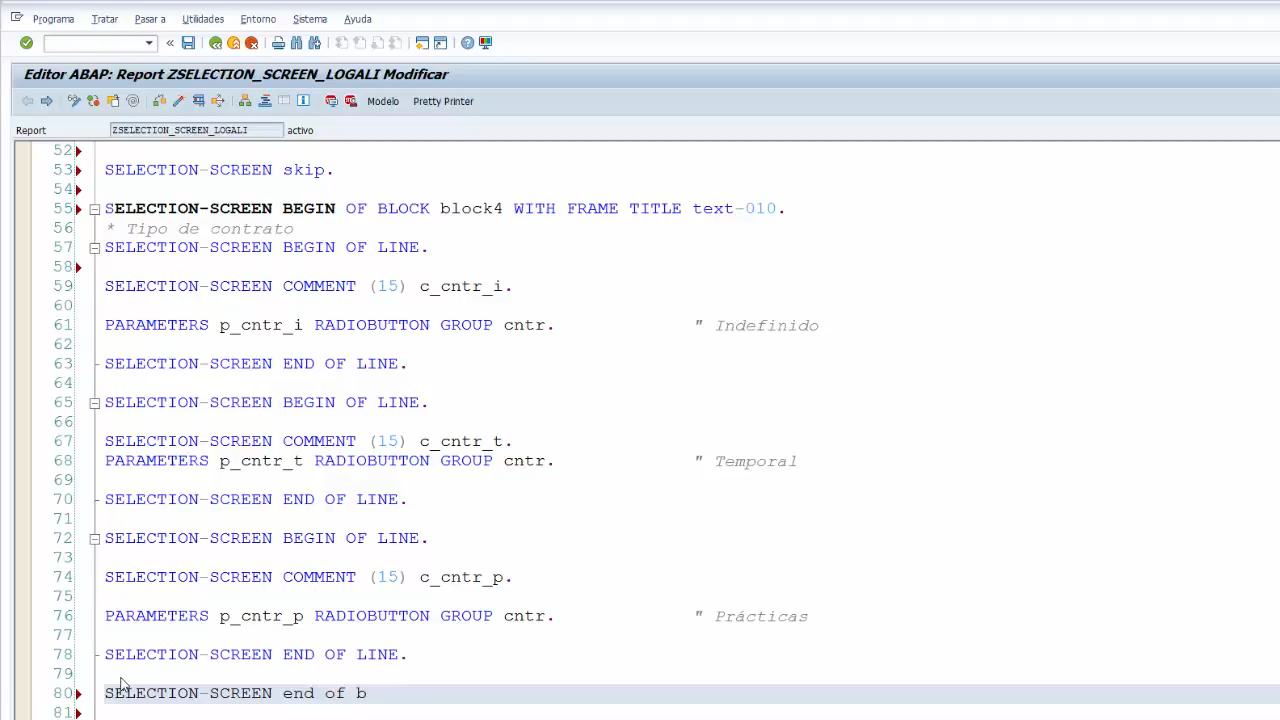 Programa Tratar Pasar a Utilidades Entorno Sistema Ayuda
Editor ABAP: Report ZSELECTION_SCREEN_LOGALI Modificar
Modelo Pretty Printer
Report ZSELECTION_SCREEN_LOGALI activo
52
53 SELECTION-SCREEN skip.
54
55 SELECTION-SCREEN BEGIN OF BLOCK block4 WITH FRAME TITLE text-010.
56 * Tipo de contrato
57 SELECTION-SCREEN BEGIN OF LINE.
58
59 SELECTION-SCREEN COMMENT (15) c_cntr_i.
60
61 PARAMETERS p_cntr_i RADIOBUTTON GROUP cntr. " Indefinido
62
63 SELECTION-SCREEN END OF LINE.
64
65 SELECTION-SCREEN BEGIN OF LINE.
66
67 SELECTION-SCREEN COMMENT (15) c_cntr_t.
68 PARAMETERS p_cntr_t RADIOBUTTON GROUP cntr. " Temporal
69
70 SELECTION-SCREEN END OF LINE.
71
72 SELECTION-SCREEN BEGIN OF LINE.
73
74 SELECTION-SCREEN COMMENT (15) c_cntr_p.
75
76 PARAMETERS p_cntr_p RADIOBUTTON GROUP cntr. " Prácticas
77
78 SELECTION-SCREEN END OF LINE.
79
80 SELECTION-SCREEN end of b
81